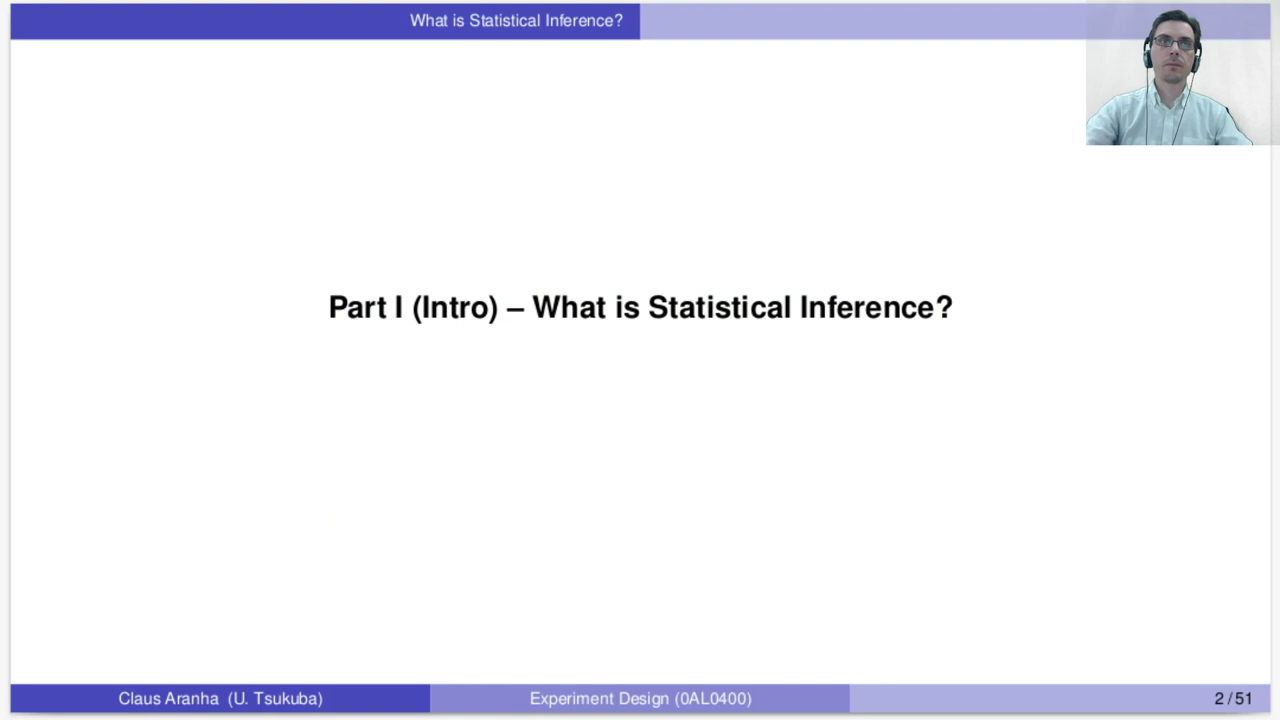 What is Statistical Inference?
Part I (Intro) – What is Statistical Inference?
Claus Aranha (U. Tsukuba)
Experiment Design (0AL0400)
2 / 51